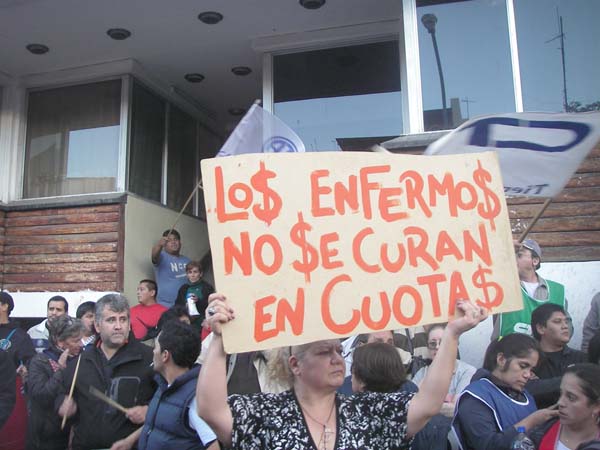 LO$ ENFERMO$
NO $E CURAN
EN CUOTA$